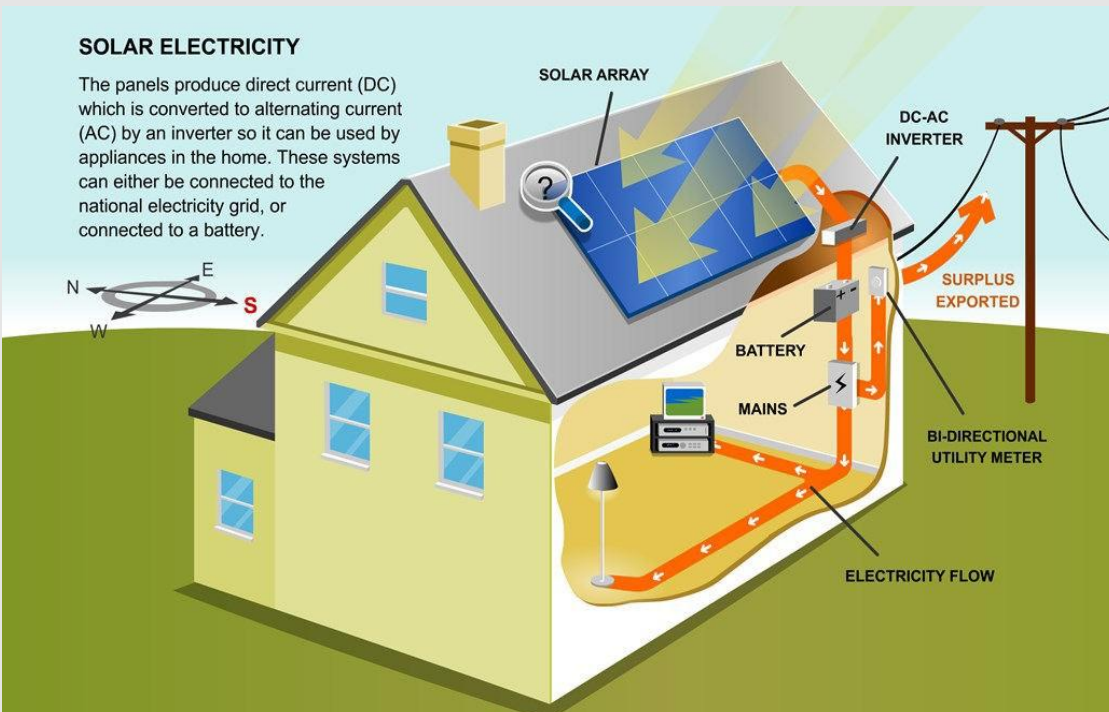 SOLAR ELECTRICITY
The panels produce direct current (DC)
which is converted to alternating current
(AC) by an inverter so it can be used by
appliances in the home. These systems
can either be connected to the
national electricity grid, or
connected to a battery.
SOLAR ARRAY
DC-AC
INVERTER
?
N
E
S
W
SURPLUS
EXPORTED
+ -
BATTERY
MAINS
BI-DIRECTIONAL
UTILITY METER
ELECTRICITY FLOW